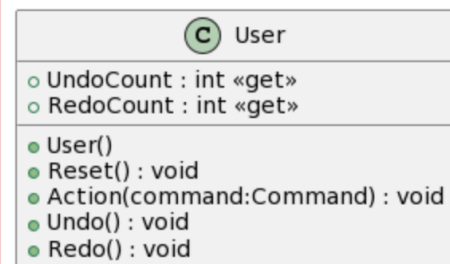 C User
UndoCount : int «get»
RedoCount : int «get»
User()
Reset() : void
Action(command:Command) : void
Undo() : void
Redo() : void